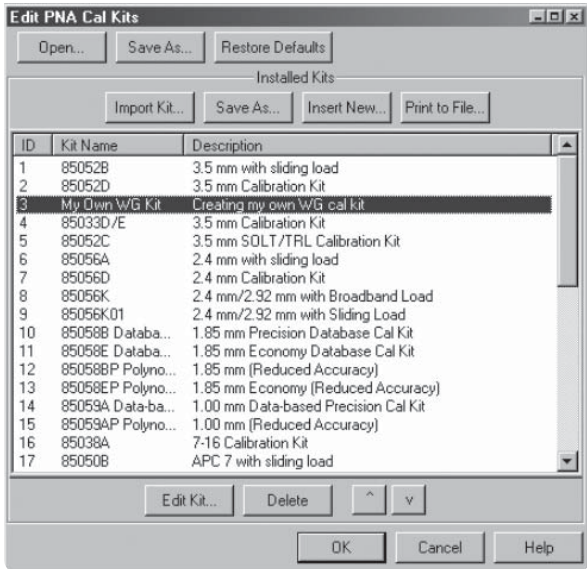 Edit PNA Cal Kits
Open... Save As... Restore Defaults
Installed Kits
Import Kit... Save As... Insert New... Print to File...
ID Kit Name Description
1 85052B 3.5 mm with sliding load
2 85052D 3.5 mm Calibration Kit
3 My Own WG Kit Creating my own WG cal kit
4 85033D/E 3.5 mm Calibration Kit
5 85052C 3.5 mm SOLT/TRL Calibration Kit
6 85056A 2.4 mm with sliding load
7 85056D 2.4 mm Calibration Kit
8 85056K 2.4 mm/2.92 mm with Broadband Load
9 85056K01 2.4 mm/2.92 mm with Sliding Load
10 85058B Databa... 1.85 mm Precision Database Cal Kit
11 85058E Databa... 1.85 mm Economy Database Cal Kit
12 85058BP Polyno... 1.85 mm (Reduced Accuracy)
13 85058EP Polyno... 1.85 mm Economy (Reduced Accuracy)
14 85059A Data-ba... 1.00 mm Data-based Precision Cal Kit
15 85059AP Polyno... 1.00 mm (Reduced Accuracy)
16 85038A 7-16 Calibration Kit
17 85050B APC 7 with sliding load
Edit Kit... Delete ^ v
OK Cancel Help